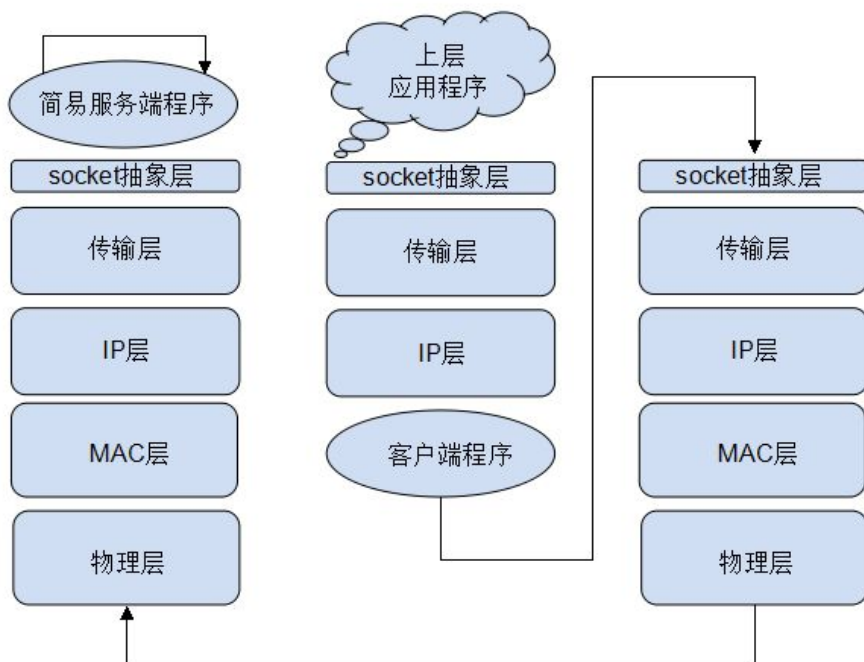 简易服务端程序
socket抽象层
传输层
IP层
MAC层
物理层
上层
应用程序
socket抽象层
传输层
IP层
客户端程序
socket抽象层
传输层
IP层
MAC层
物理层